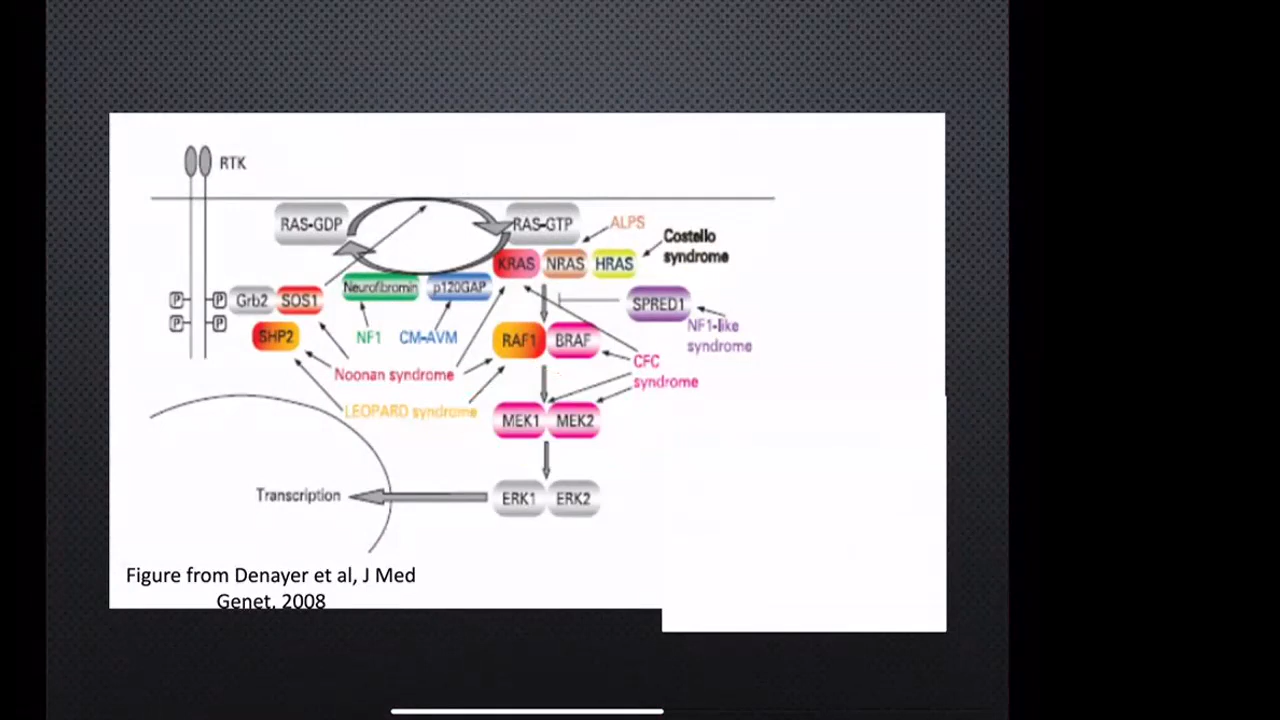 RTK
RAS-GDP
RAS-GTP
ALPS
Costello
syndrome
KRAS
NRAS
HRAS
Neurofibromin
p120GAP
P
P
Grb2
SOS1
SPRED1
P
P
SHP2
NF1
CM-AVM
NF1-like
syndrome
RAF1
BRAF
CFC
syndrome
Noonan syndrome
LEOPARD syndrome
MEK1
MEK2
Transcription
ERK1
ERK2
Figure from Denayer et al, J Med
Genet, 2008